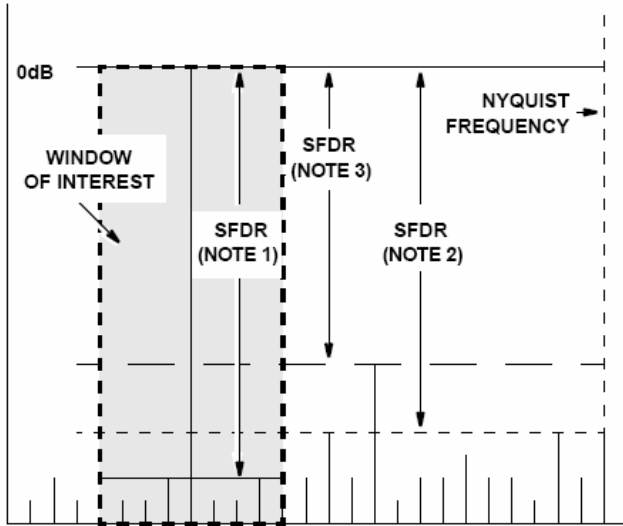 0dB
WINDOW
OF INTEREST
SFDR
(NOTE 1)
SFDR
(NOTE 3)
SFDR
(NOTE 2)
NYQUIST
FREQUENCY